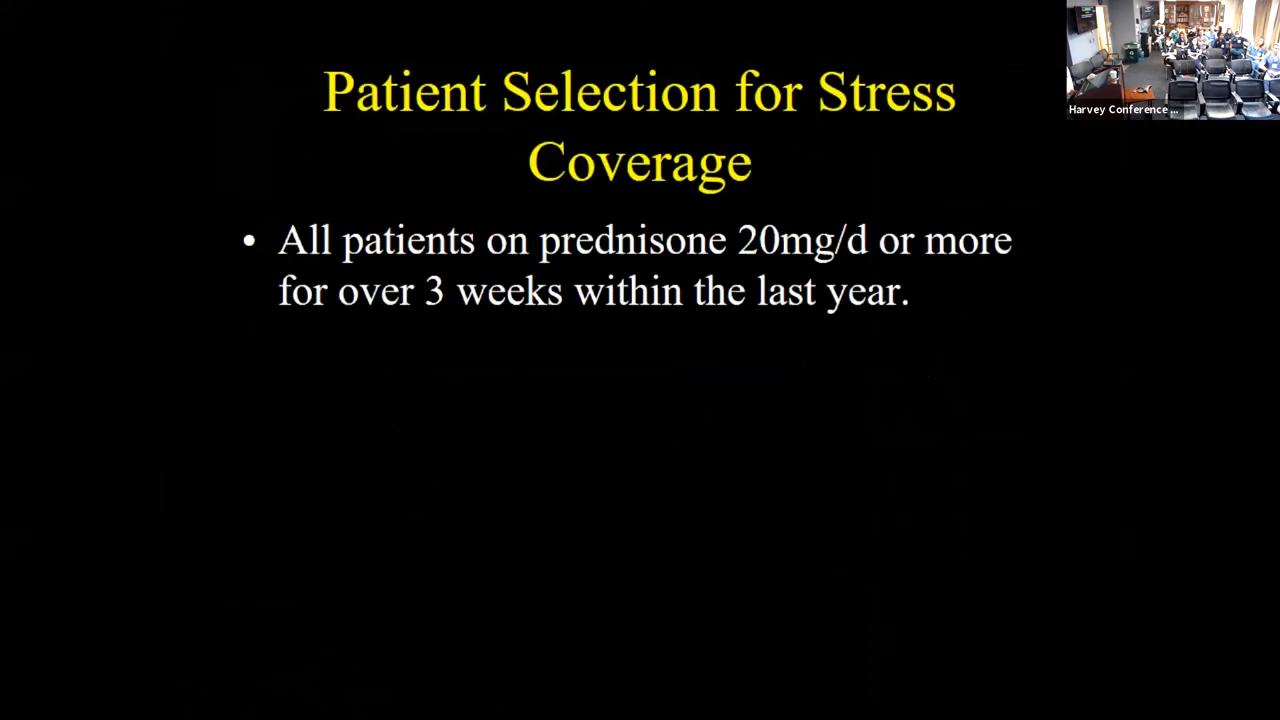 Patient Selection for Stress
Coverage
• All patients on prednisone 20mg/d or more
for over 3 weeks within the last year.
Harvey Conference ...